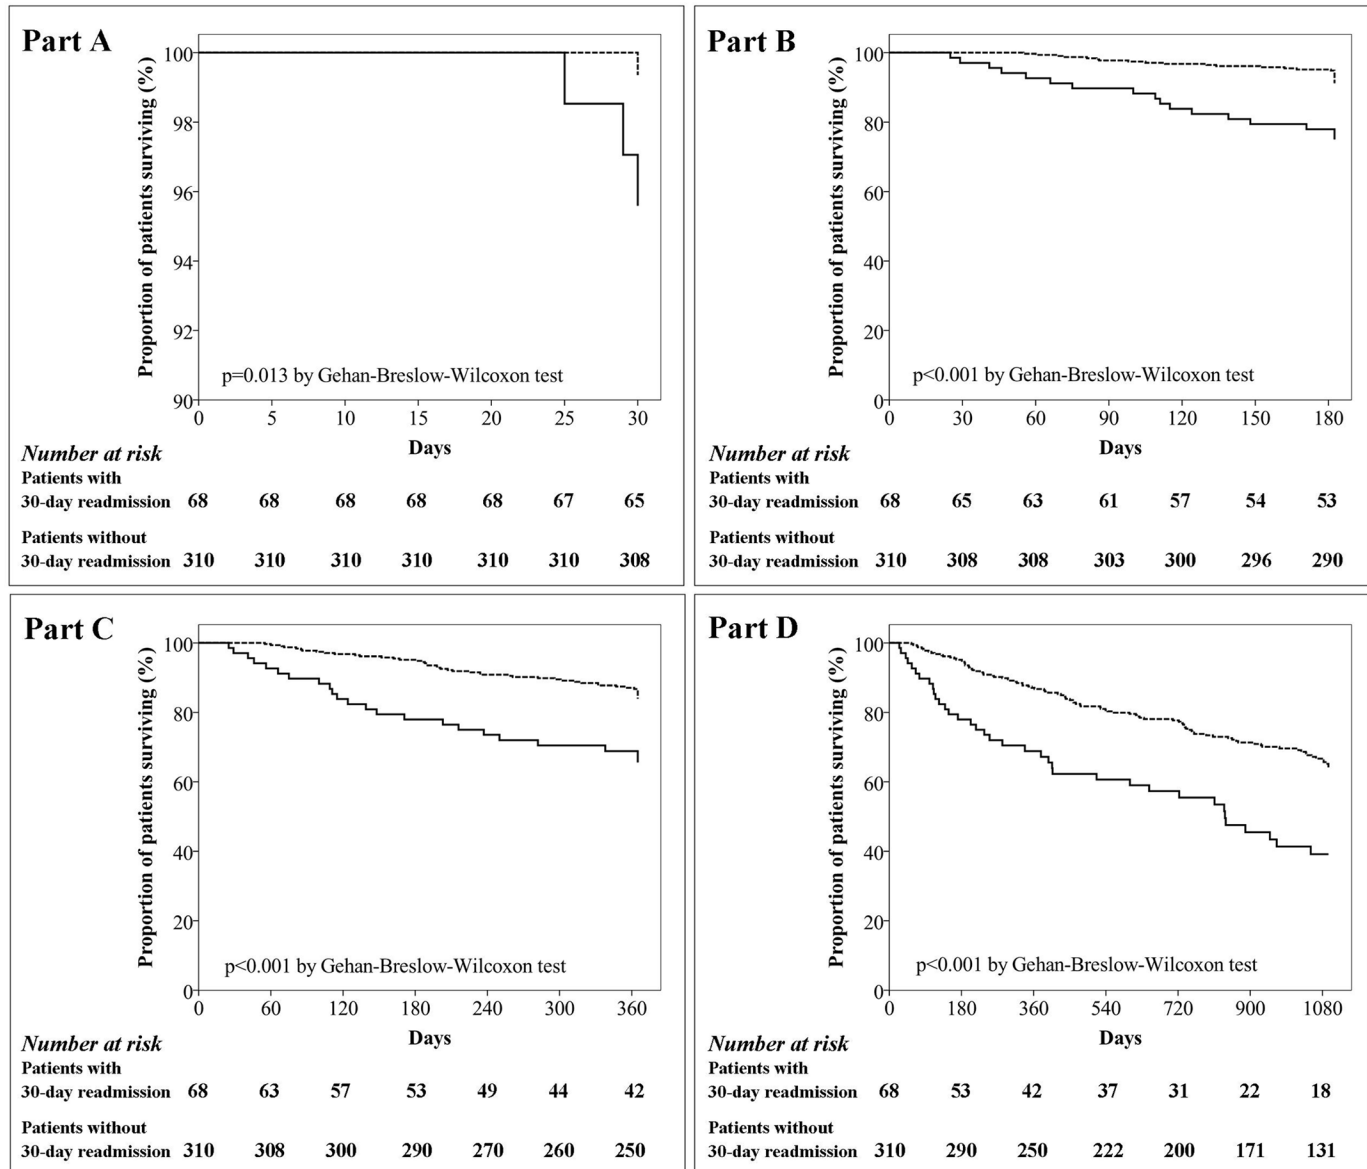 Part A
Proportion of patients surviving (%)
100
98
96
94
92
90
p=0.013 by Gehan-Breslow-Wilcoxon test
0 5 10 15 20 25 30
Days
Number at risk
Patients with
30-day readmission 68 68 68 68 68 67 65
Patients without
30-day readmission 310 310 310 310 310 310 308
Part B
Proportion of patients surviving (%)
100
80
60
40
20
0
p<0.001 by Gehan-Breslow-Wilcoxon test
0 30 60 90 120 150 180
Days
Number at risk
Patients with
30-day readmission 68 65 63 61 57 54 53
Patients without
30-day readmission 310 308 308 303 300 296 290
Part C
Proportion of patients surviving (%)
100
80
60
40
20
0
p<0.001 by Gehan-Breslow-Wilcoxon test
0 60 120 180 240 300 360
Days
Number at risk
Patients with
30-day readmission 68 63 57 53 49 44 42
Patients without
30-day readmission 310 308 300 290 270 260 250
Part D
Proportion of patients surviving (%)
100
80
60
40
20
0
p<0.001 by Gehan-Breslow-Wilcoxon test
0 180 360 540 720 900 1080
Days
Number at risk
Patients with
30-day readmission 68 53 42 37 31 22 18
Patients without
30-day readmission 310 290 250 222 200 171 131